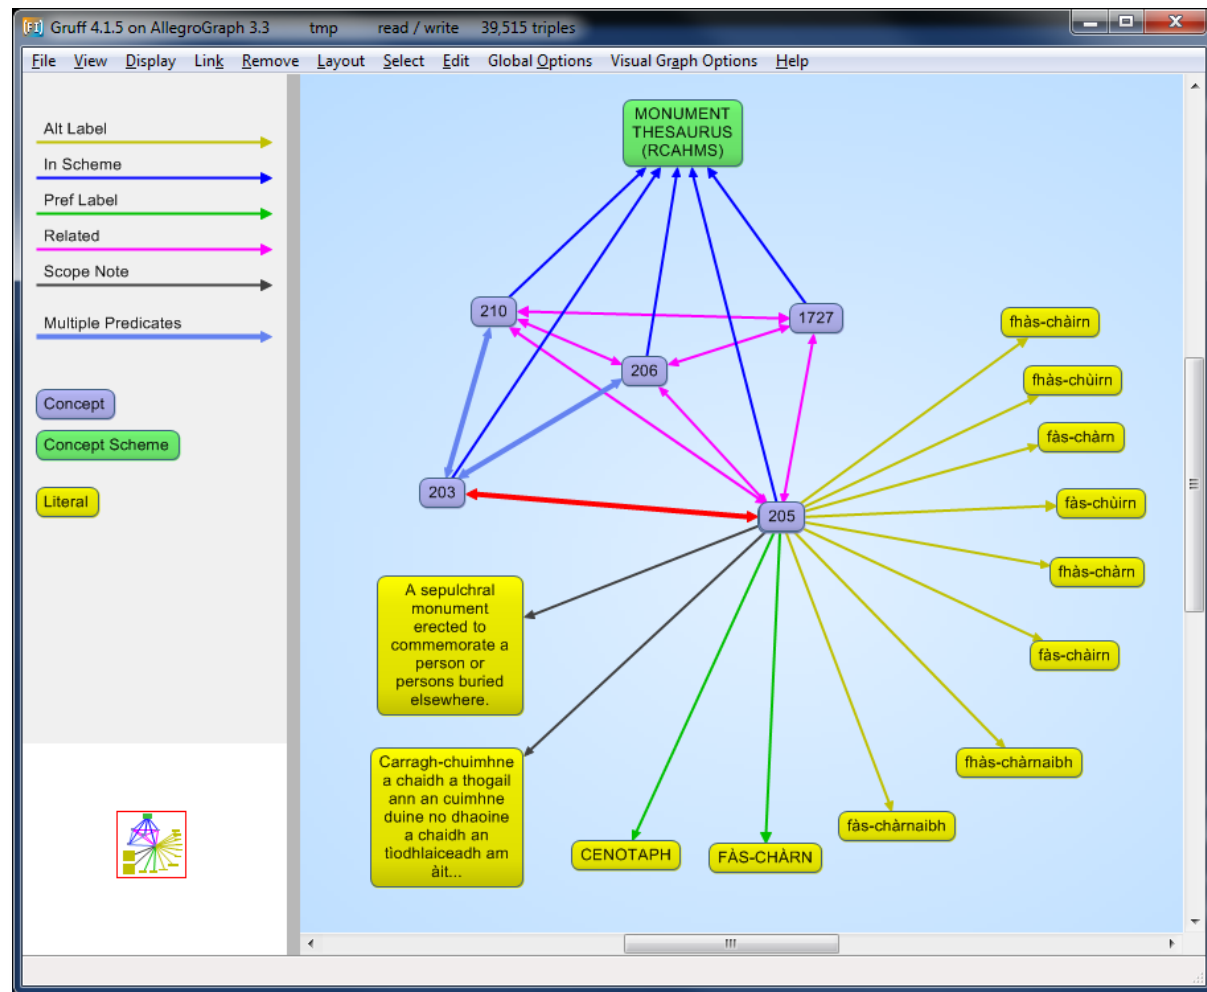 Gruff 4.1.5 on AllegroGraph 3.3 tmp read / write 39,515 triples
File View Display Link Remove Layout Select Edit Global Options Visual Graph Options Help
Alt Label
In Scheme
Pref Label
Related
Scope Note
Multiple Predicates
Concept
Concept Scheme
Literal
MONUMENT
THESAURUS
(RCAHMS)
210
1727
206
203
205
fhàs-chàirn
fhàs-chùirn
fàs-chàrn
fàs-chùirn
fhàs-chàrn
fàs-chàirn
fhàs-chàrnaibh
fàs-chàrnaibh
A sepulchral
monument
erected to
commemorate a
person or
persons buried
elsewhere.
Carragh-chuimhne
a chaidh a thogail
ann an cuimhne
duine no dhaoine
a chaidh an
tìodhlaiceadh am
àit...
CENOTAPH
FÀS-CHÀRN